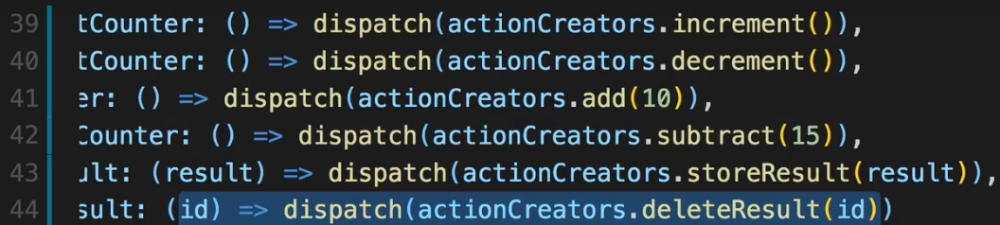 39 tCounter: () => dispatch(actionCreators.increment()),
40 tCounter: () => dispatch(actionCreators.decrement()),
41 er: () => dispatch(actionCreators.add(10)),
42 Counter: () => dispatch(actionCreators.subtract(15)),
43 ult: (result) => dispatch(actionCreators.storeResult(result)),
44 sult: (id) => dispatch(actionCreators.deleteResult(id))